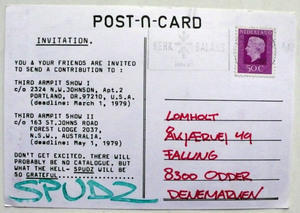 POST-N-CARD
INVITATION.
YOU & YOUR FRIENDS ARE INVITED
TO SEND A CONTRIBUTION TO :
THIRD ARMPIT SHOW I
c/o 2324 N.W.JOHNSON, Apt.2
PORTLAND, OR.97210, U.S.A.
(deadline: March 1, 1979)
THIRD ARMPIT SHOW II
c/o 163 ST.JOHNS ROAD
FOREST LODGE 2037,
N.S.W., AUSTRALIA.
(deadline: May 1, 1979)
DON'T GET EXCITED. THERE WILL
PROBABLY BE NO CATALOGUE, BUT
WHAT THE HELL- SPUDZ WILL BE
SO GRATEFUL
SPUDZ
KERK BALANS
NEDERLAND
50C
LOMHOLT
49
FALLING
8300 ODDER
DENEMARKEN